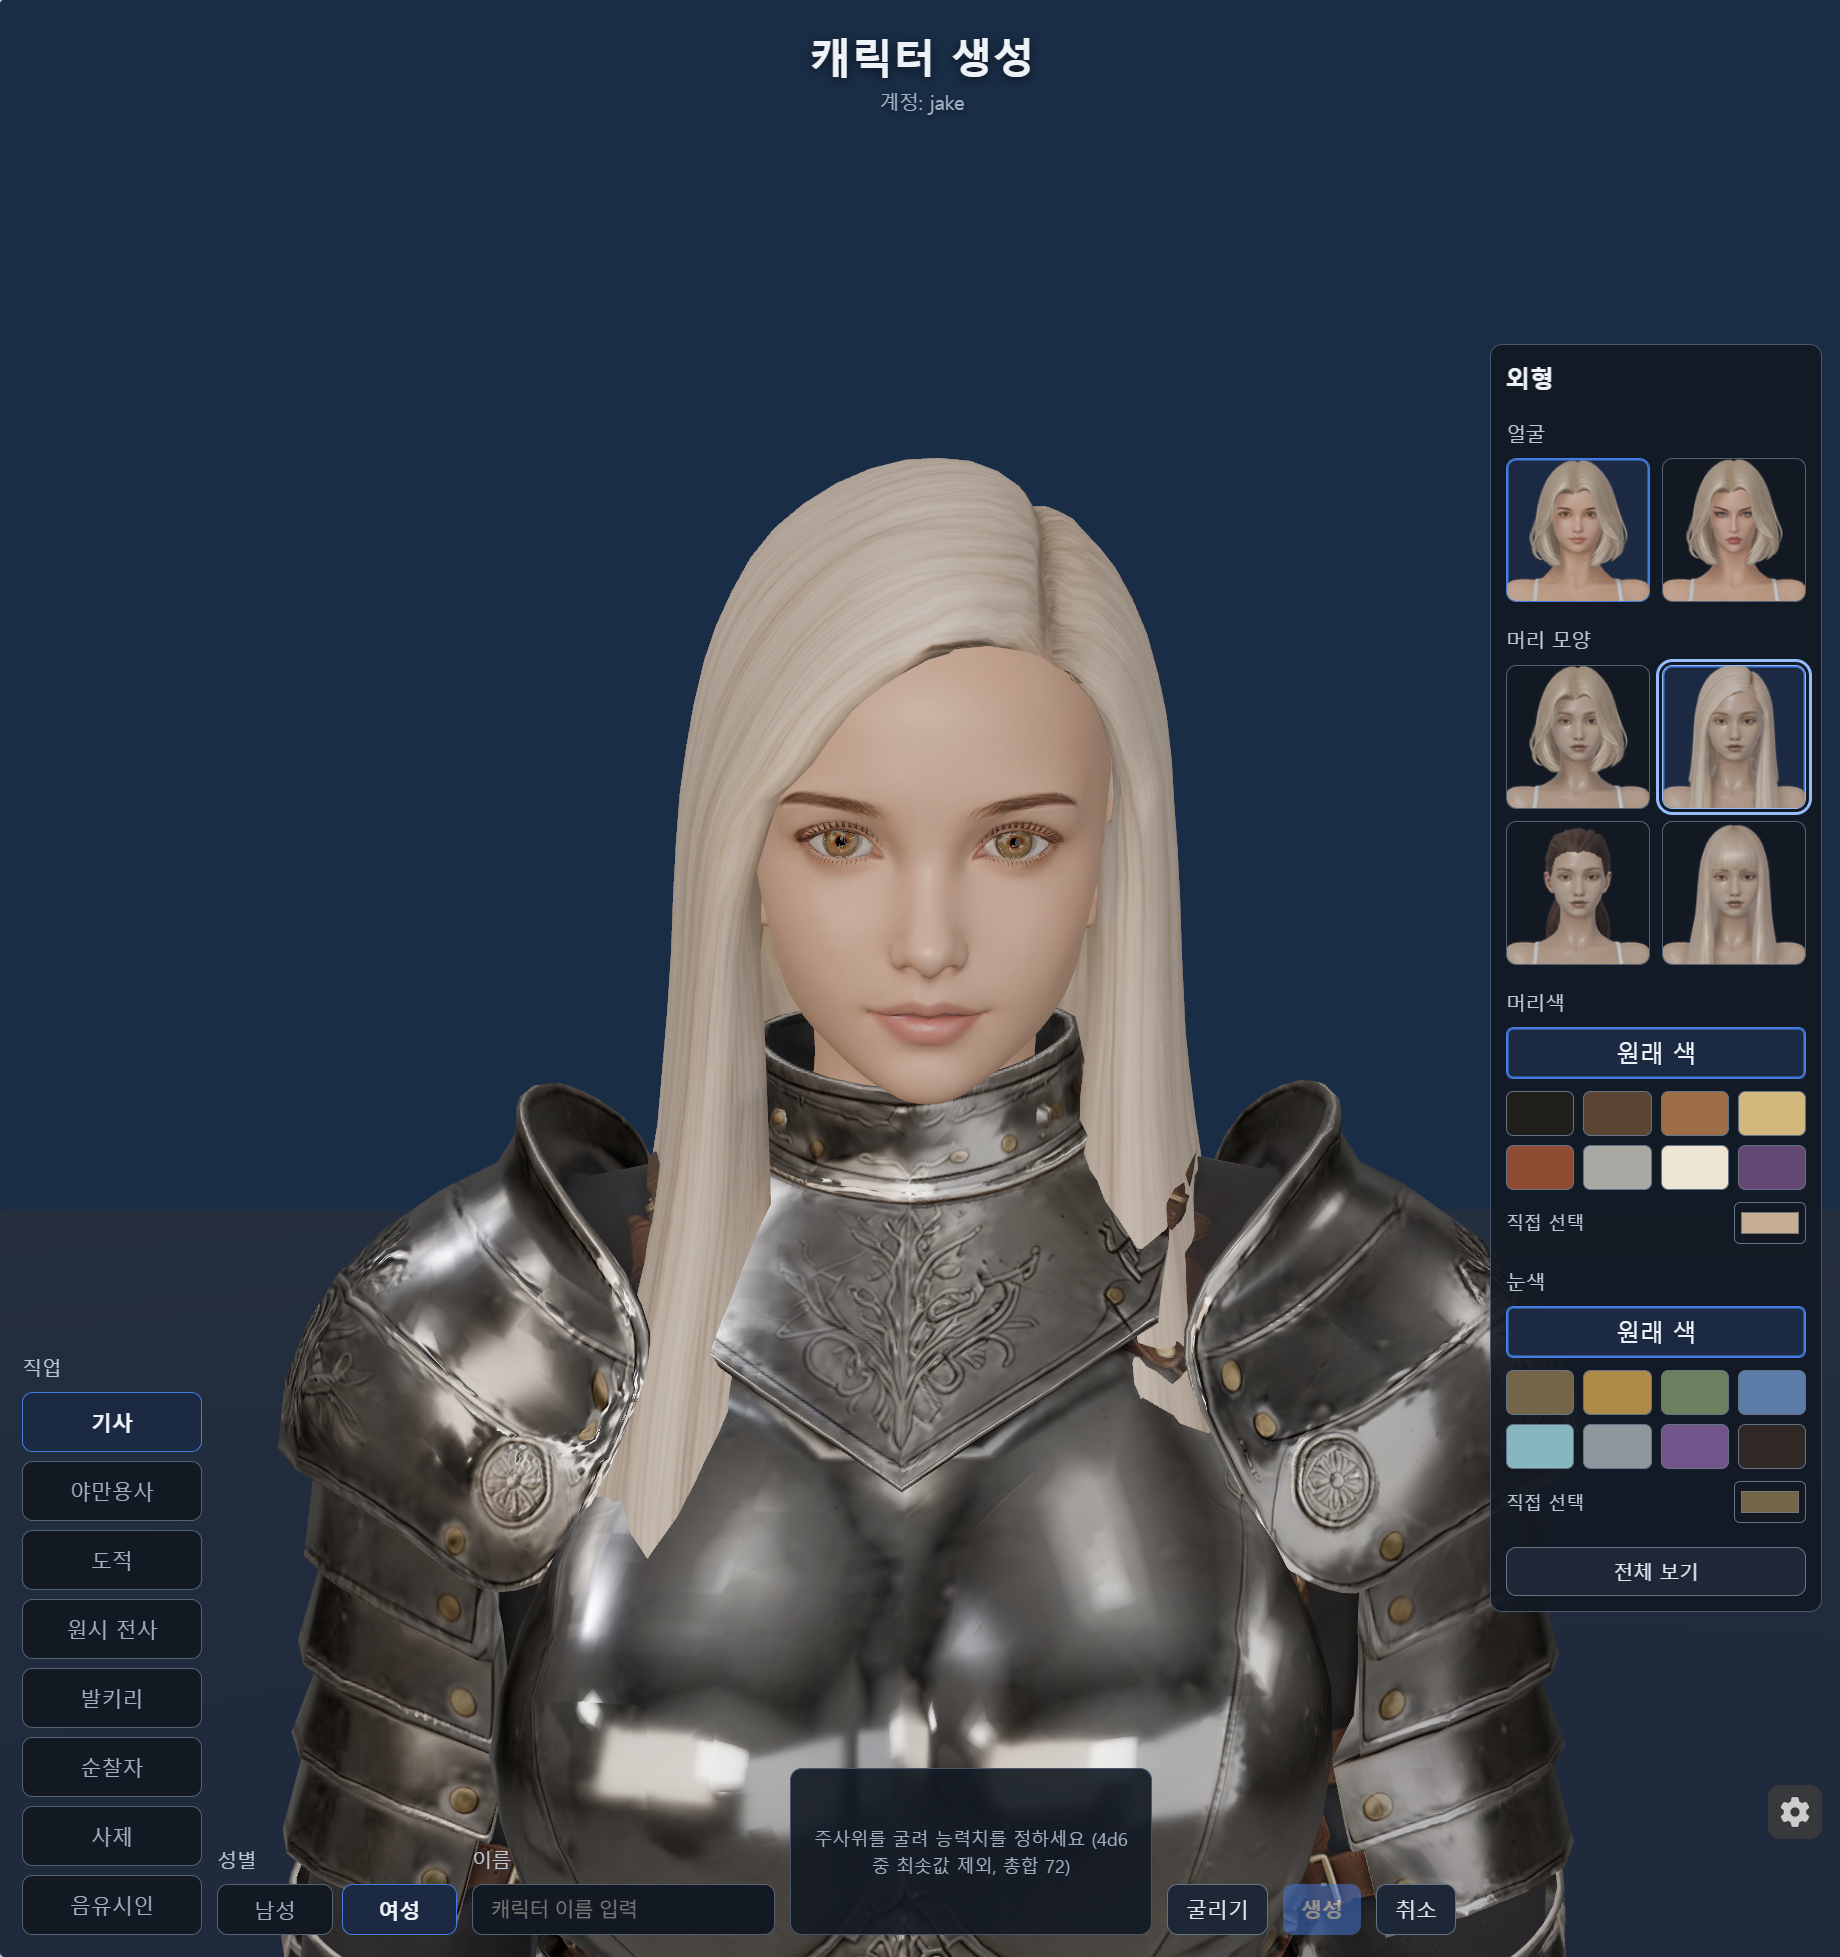 캐릭터 생성
계정: jake
외형
얼굴
머리 모양
머리색
원래 색
직접 선택
눈색
원래 색
직접 선택
전체 보기
직업
기사
야만용사
도적
원시 전사
발키리
순찰자
사제
음유시인
성별
남성
여성
이름
캐릭터 이름 입력
주사위를 굴려 능력치를 정하세요 (4d6
중 최솟값 제외, 총합 72)
굴리기
생성
취소